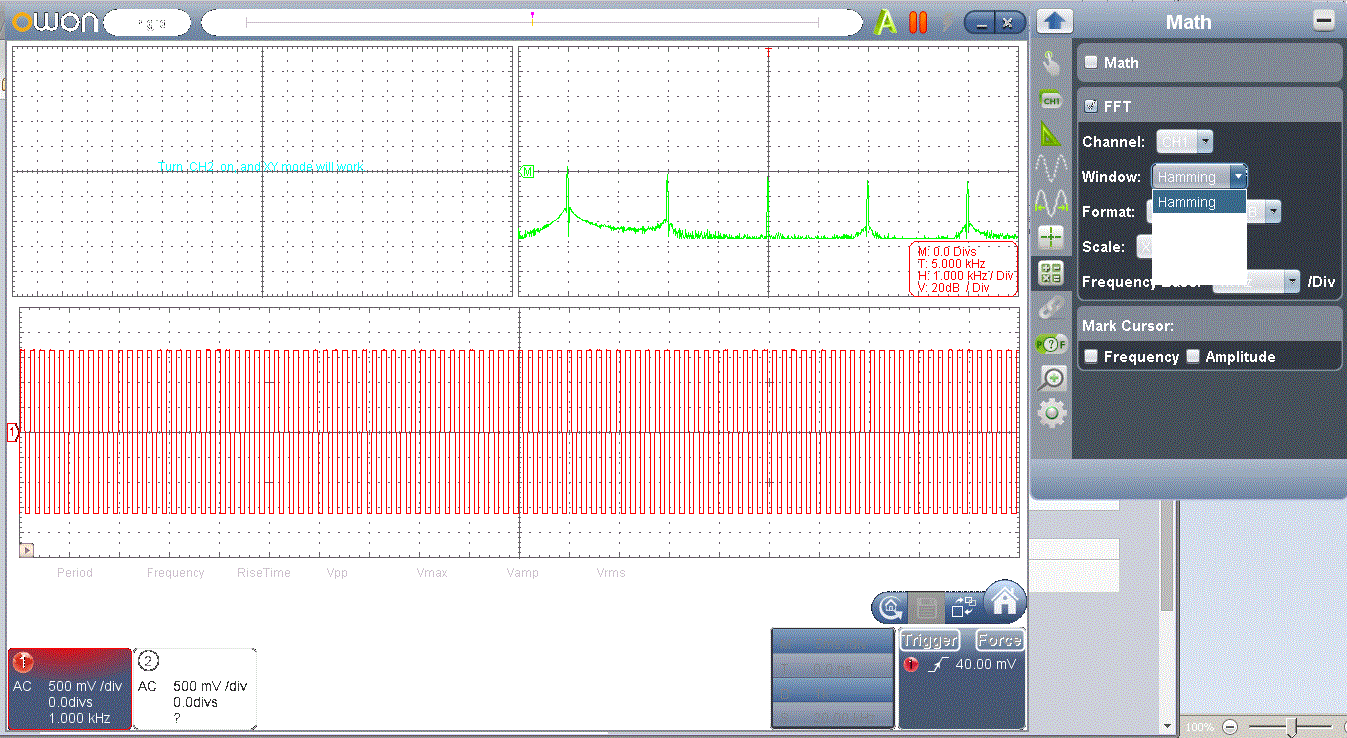 owon
Turn CH2 on, and XY mode will work
T
M
M: 0.0 Divs
T: 5.000 kHz
H: 1.000 kHz / Div
V: 20dB / Div
1
Period Frequency RiseTime Vpp Vmax Vamp Vrms
1
AC 500 mV /div
0.0divs
1.000 kHz
2
AC 500 mV /div
0.0divs
?
Trigger Force
1 40.00 mV
A
Math
Math
FFT
Channel: CH1
Window: Hamming
Hamming
Format: B
Scale:
Frequency /Div
Mark Cursor:
Frequency Amplitude
CH1
P ? F
100%